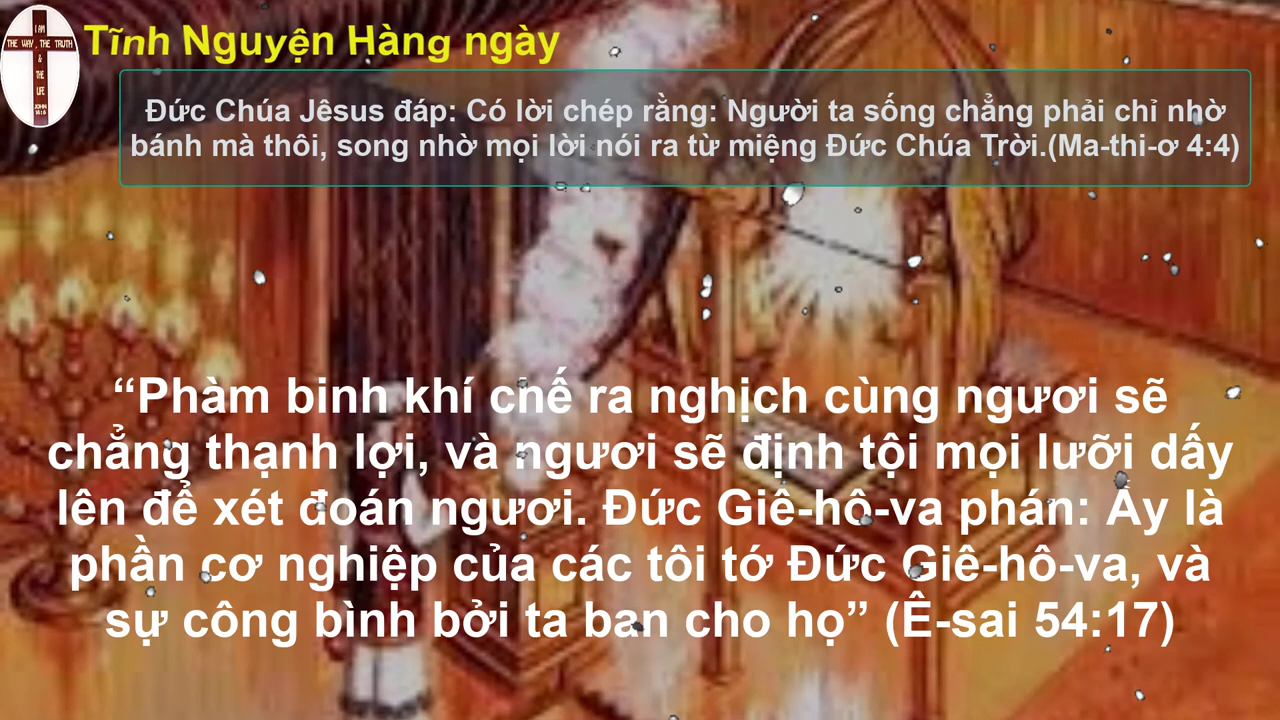 I AM
THE WAY, THE TRUTH
&
THE
LIFE
JOHN
14:6
Tĩnh Nguyện Hàng ngày
Đức Chúa Jêsus đáp: Có lời chép rằng: Người ta sống chẳng phải chỉ nhờ
bánh mà thôi, song nhờ mọi lời nói ra từ miệng Đức Chúa Trời.(Ma-thi-ơ 4:4)
“Phàm binh khí chế ra nghịch cùng ngươi sẽ
chẳng thạnh lợi, và ngươi sẽ định tội mọi lưỡi dấy
lên để xét đoán ngươi. Đức Giê-hô-va phán: Ấy là
phần cơ nghiệp của các tôi tớ Đức Giê-hô-va, và
sự công bình bởi ta ban cho họ” (Ê-sai 54:17)